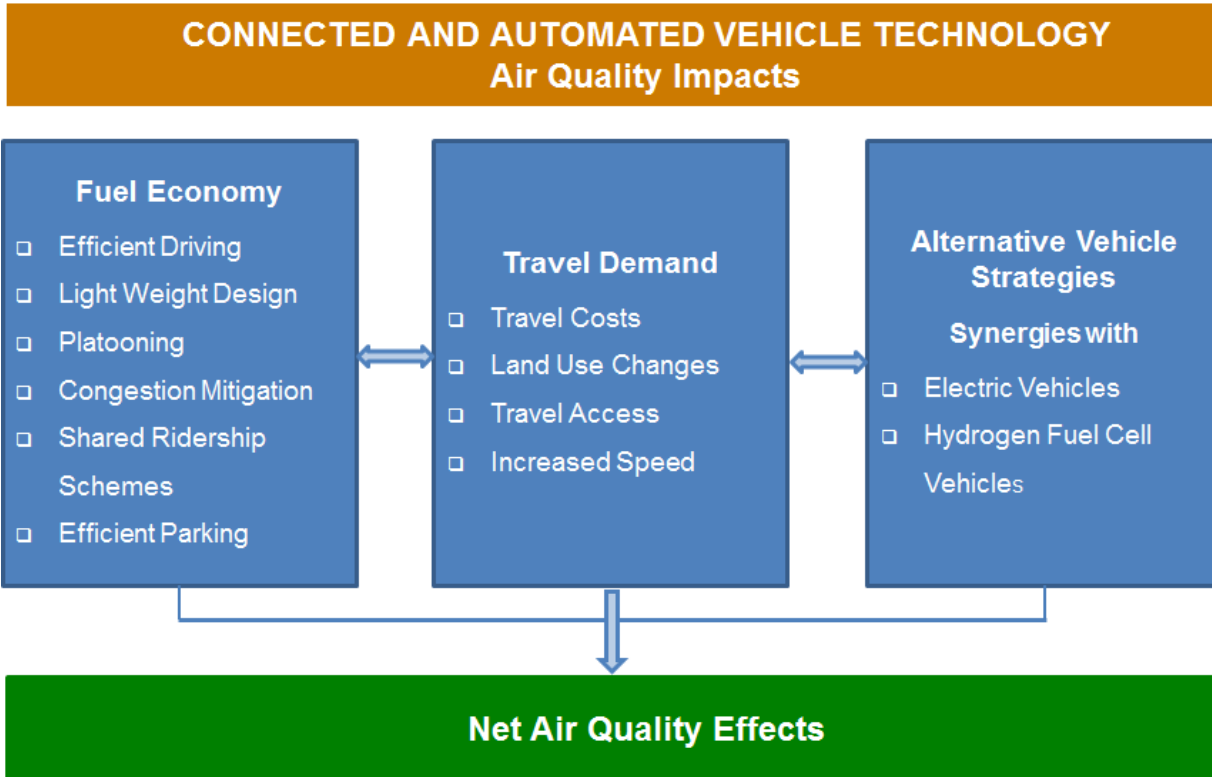 CONNECTED AND AUTOMATED VEHICLE TECHNOLOGY
Air Quality Impacts
Fuel Economy
Efficient Driving
Light Weight Design
Platooning
Congestion Mitigation
Shared Ridership
Schemes
Efficient Parking
Travel Demand
Travel Costs
Land Use Changes
Travel Access
Increased Speed
Alternative Vehicle
Strategies
Synergies with
Electric Vehicles
Hydrogen Fuel Cell
Vehicles
Net Air Quality Effects